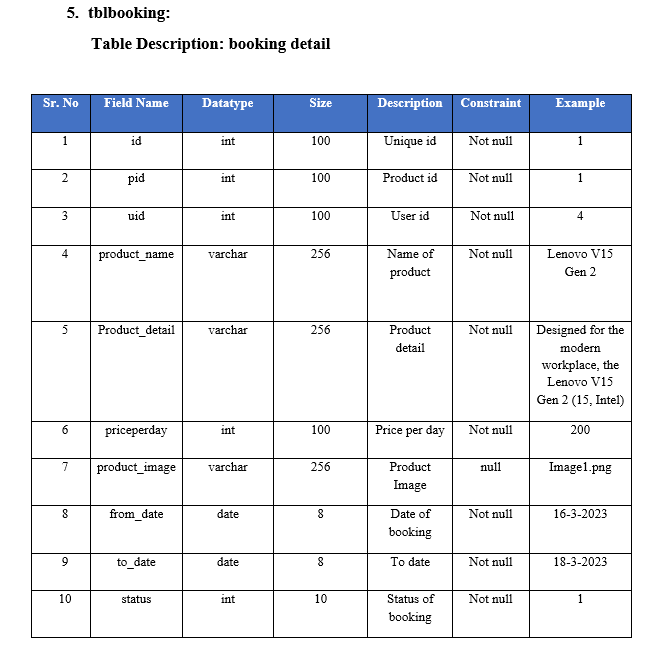 5. tblbooking:
Table Description: booking detail
Sr. No Field Name Datatype Size Description Constraint Example
1 id int 100 Unique id Not null 1
2 pid int 100 Product id Not null 1
3 uid int 100 User id Not null 4
4 product_name varchar 256 Name of Not null Lenovo V15
product Gen 2
5 Product_detail varchar 256 Product Not null Designed for the
detail modern
workplace, the
Lenovo V15
Gen 2 (15, Intel)
6 priceperday int 100 Price per day Not null 200
7 product_image varchar 256 Product null Image1.png
Image
8 from_date date 8 Date of Not null 16-3-2023
booking
9 to_date date 8 To date Not null 18-3-2023
10 status int 10 Status of Not null 1
booking